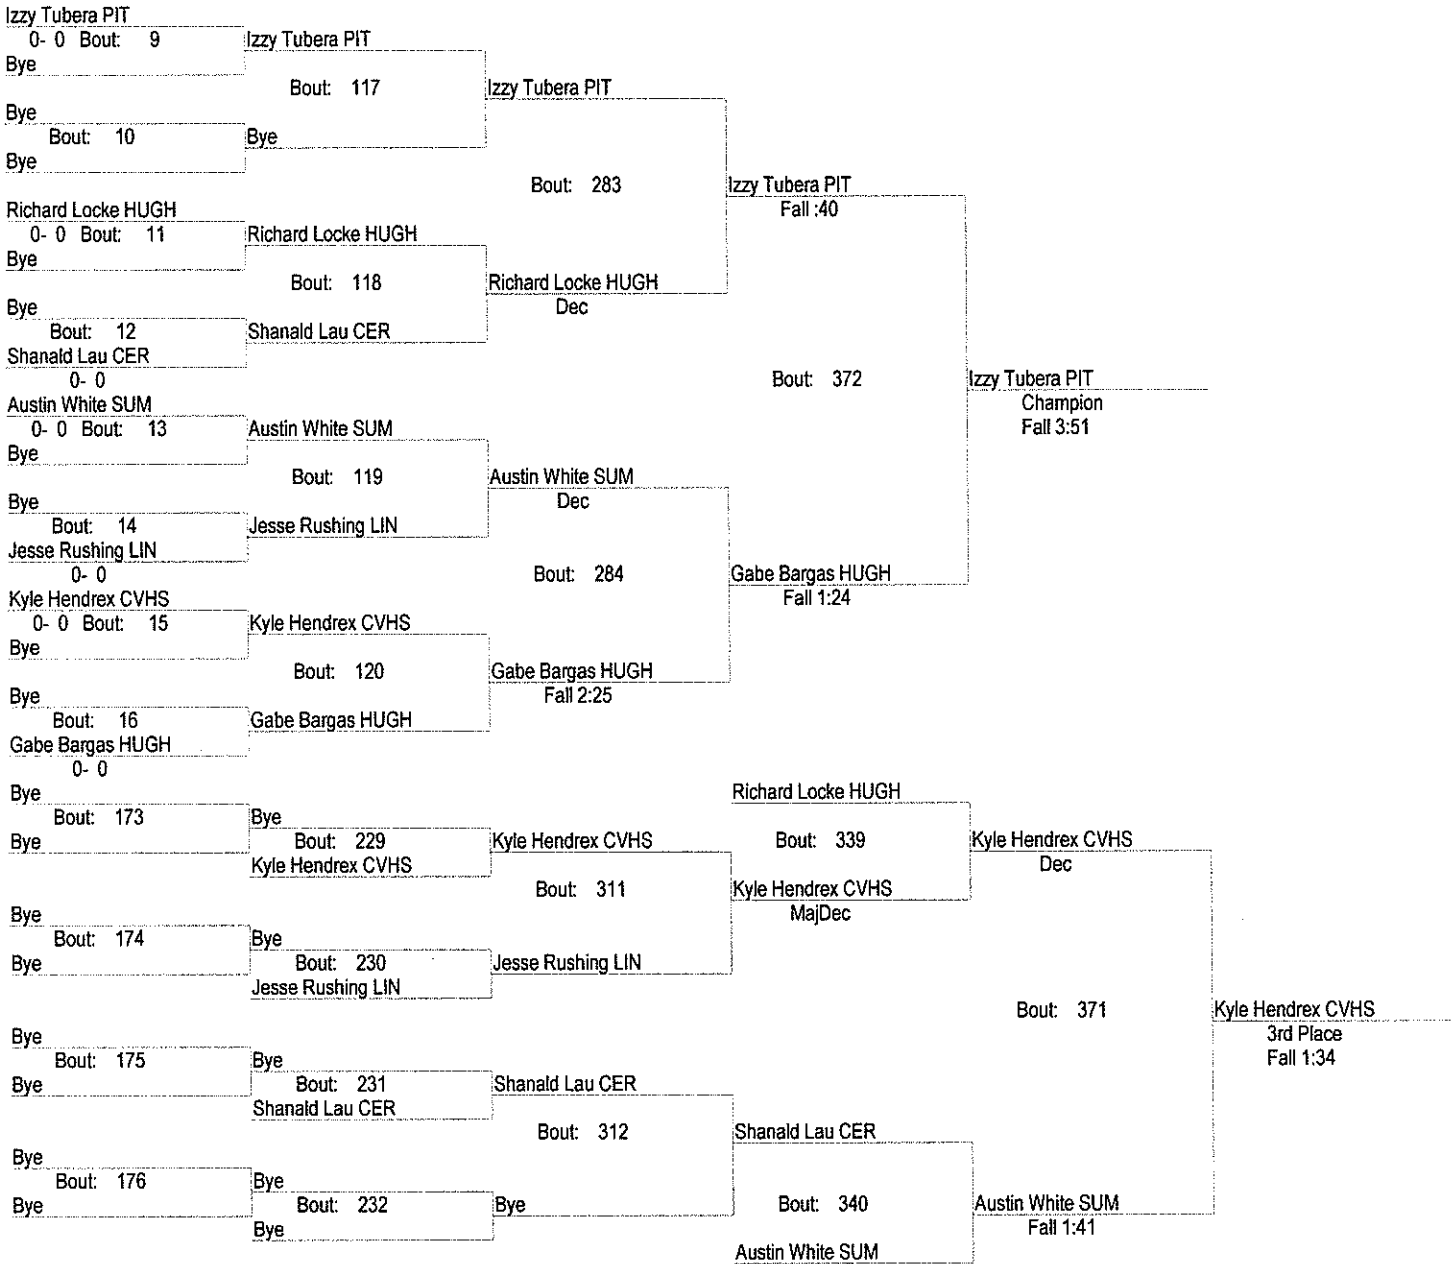 Izzy Tubera PIT
0- 0 Bout: 9
Izzy Tubera PIT
Bye
Bout: 117
Izzy Tubera PIT
Bye
Bout: 10
Bye
Bye
Bout: 283
Izzy Tubera PIT
Fall :40
Richard Locke HUGH
0- 0 Bout: 11
Richard Locke HUGH
Bye
Bout: 118
Richard Locke HUGH
Dec
Bye
Bout: 12
Shanald Lau CER
Shanald Lau CER
0- 0
Bout: 372
Izzy Tubera PIT
Champion
Fall 3:51
Austin White SUM
0- 0 Bout: 13
Austin White SUM
Bye
Bout: 119
Austin White SUM
Dec
Bye
Bout: 14
Jesse Rushing LIN
Jesse Rushing LIN
0- 0
Bout: 284
Gabe Bargas HUGH
Fall 1:24
Kyle Hendrex CVHS
0- 0 Bout: 15
Kyle Hendrex CVHS
Bye
Bout: 120
Gabe Bargas HUGH
Fall 2:25
Bye
Bout: 16
Gabe Bargas HUGH
Gabe Bargas HUGH
0- 0
Bye
Bout: 173
Bye
Bye
Bout: 229
Kyle Hendrex CVHS
Kyle Hendrex CVHS
Richard Locke HUGH
Bout: 339
Kyle Hendrex CVHS
Dec
Bout: 311
Kyle Hendrex CVHS
MajDec
Bye
Bout: 174
Bye
Bye
Bout: 230
Jesse Rushing LIN
Jesse Rushing LIN
Bout: 371
Kyle Hendrex CVHS
3rd Place
Fall 1:34
Bye
Bout: 175
Bye
Bye
Bout: 231
Shanald Lau CER
Shanald Lau CER
Bout: 312
Shanald Lau CER
Bye
Bout: 176
Bye
Bye
Bout: 232
Bye
Bye
Bout: 340
Austin White SUM
Fall 1:41
Austin White SUM